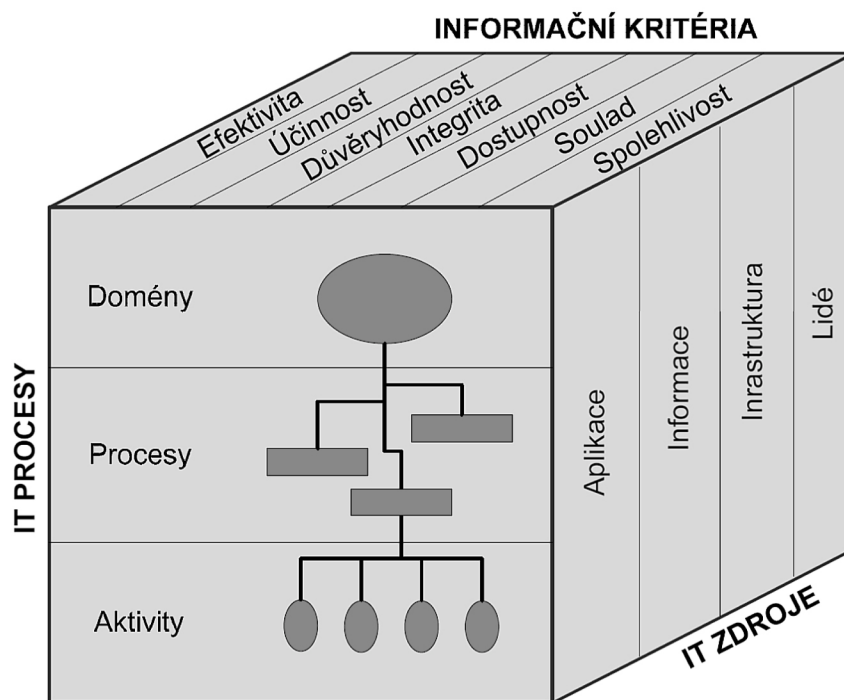 INFORMAČNÍ KRITÉRIA
Efektivita
Účinnost
Důvěryhodnost
Integrita
Dostupnost
Soulad
Spolehlivost
IT PROCESY
Domény
Procesy
Aktivity
Aplikace
Informace
Inrastruktura
Lidé
IT ZDROJE